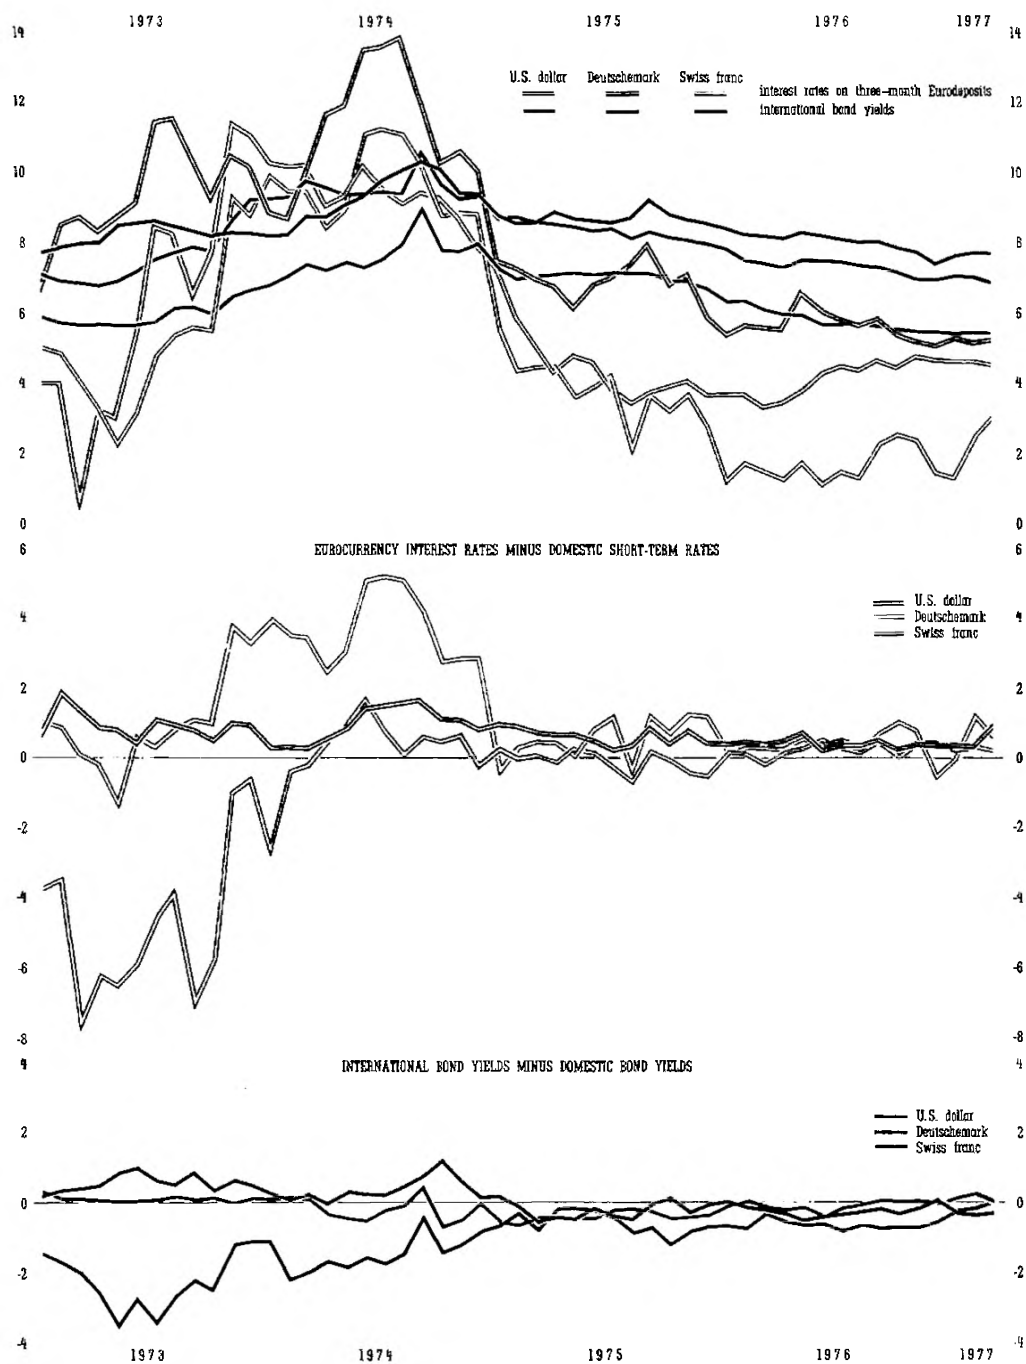 1973 1974 1975 1976 1977
14 14
U.S. dollar Deutschemark Swiss franc
interest rates on three-month Eurodeposits
international bond yields
12 12
10 10
8 8
6 6
4 4
2 2
0 0
EUROCURRENCY INTEREST RATES MINUS DOMESTIC SHORT-TERM RATES
6 6
U.S. dollar
Deutschemark
Swiss franc
4 4
2 2
0 0
-2 -2
-4 -4
-6 -6
-8 -8
INTERNATIONAL BOND YIELDS MINUS DOMESTIC BOND YIELDS
4 4
U.S. dollar
Deutschemark
Swiss franc
2 2
0 0
-2 -2
-4 -4
1973 1974 1975 1976 1977